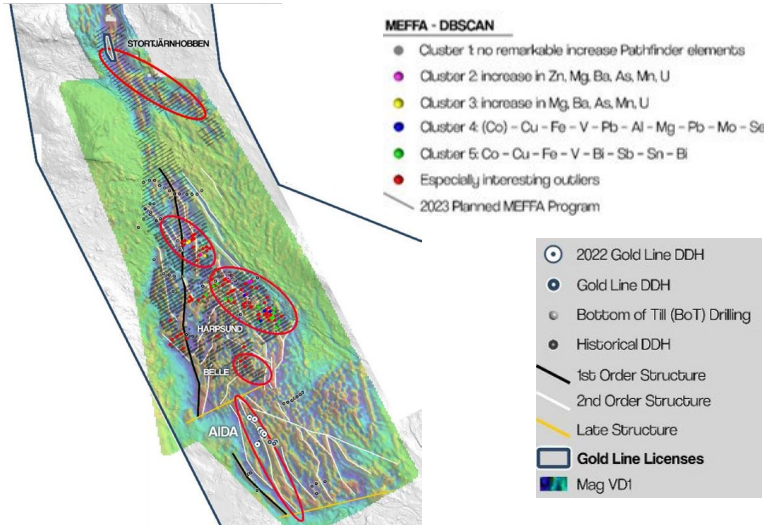 STORTJÄRNHOBBEN
HARPSUND
BELLE
AIDA
MEFFA - DBSCAN
Cluster 1: no remarkable increase Pathfinder elements
Cluster 2: increase in Zn, Mg, Ba, As, Mn, U
Cluster 3: increase in Mg, Ba, As, Mn, U
Cluster 4: (Co) - Cu - Fe - V - Pb - Al - Mg - Pb - Mo - Se
Cluster 5: Co - Cu - Fe - V - Bi - Sb - Sn - Bi
Especially interesting outliers
2023 Planned MEFFA Program
2022 Gold Line DDH
Gold Line DDH
Bottom of Till (BoT) Drilling
Historical DDH
1st Order Structure
2nd Order Structure
Late Structure
Gold Line Licenses
Mag VD1